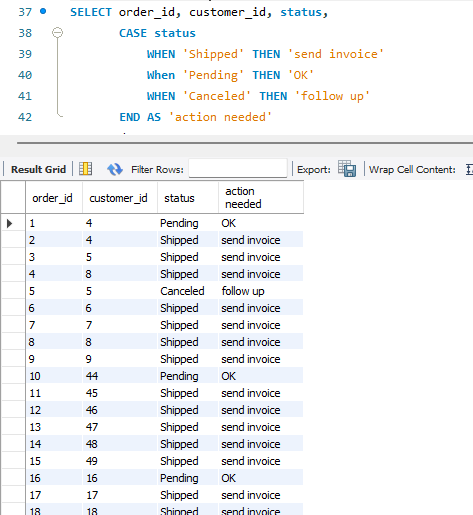 37 SELECT order_id, customer_id, status,
38 CASE status
39 WHEN 'Shipped' THEN 'send invoice'
40 When 'Pending' THEN 'OK'
41 WHEN 'Canceled' THEN 'follow up'
42 END AS 'action needed'
Result Grid Filter Rows: Export: Wrap Cell Content:
order_id customer_id status action needed
1 4 Pending OK
2 4 Shipped send invoice
3 5 Shipped send invoice
4 8 Shipped send invoice
5 5 Canceled follow up
6 6 Shipped send invoice
7 7 Shipped send invoice
8 8 Shipped send invoice
9 9 Shipped send invoice
10 44 Pending OK
11 45 Shipped send invoice
12 46 Shipped send invoice
13 47 Shipped send invoice
14 48 Shipped send invoice
15 49 Shipped send invoice
16 16 Pending OK
17 17 Shipped send invoice
18 18 Shipped send invoice